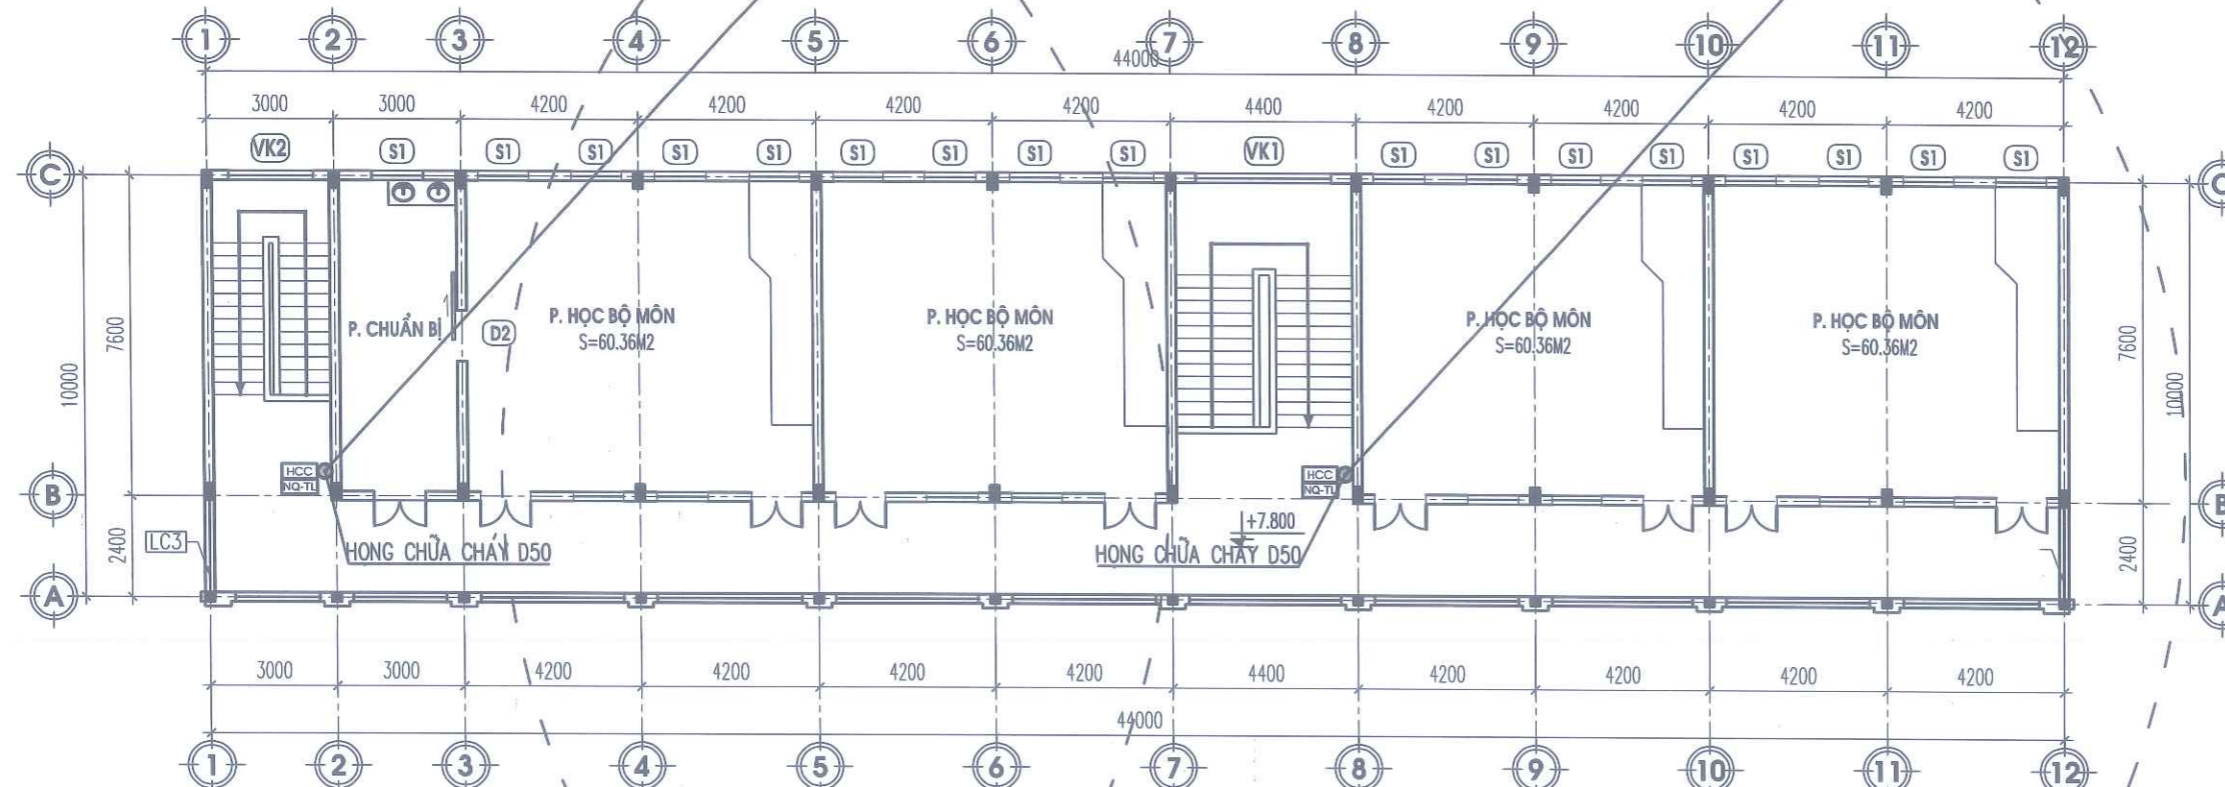 1 2 3 4 5 6 7 8 9 10 11 12
44000
3000 3000 4200 4200 4200 4200 4400 4200 4200 4200 4200
VK2 S1 S1 S1 S1 S1 S1 S1 S1 S1 VK1 S1 S1 S1 S1 S1 S1 S1 S1
C C
P. CHUẨN BỊ
D2
P. HỌC BỘ MÔN
S=60.36M2
P. HỌC BỘ MÔN
S=60.36M2
P. HỌC BỘ MÔN
S=60.36M2
P. HỌC BỘ MÔN
S=60.36M2
7600 7600
10000 10000
HCC
NQ-TL
HCC
NQ-TL
B B
+7.800
LC3
2400 2400
HỌNG CHỮA CHÁY D50
HỌNG CHỮA CHÁY D50
A A
3000 3000 4200 4200 4200 4200 4400 4200 4200 4200 4200
44000
1 2 3 4 5 6 7 8 9 10 11 12